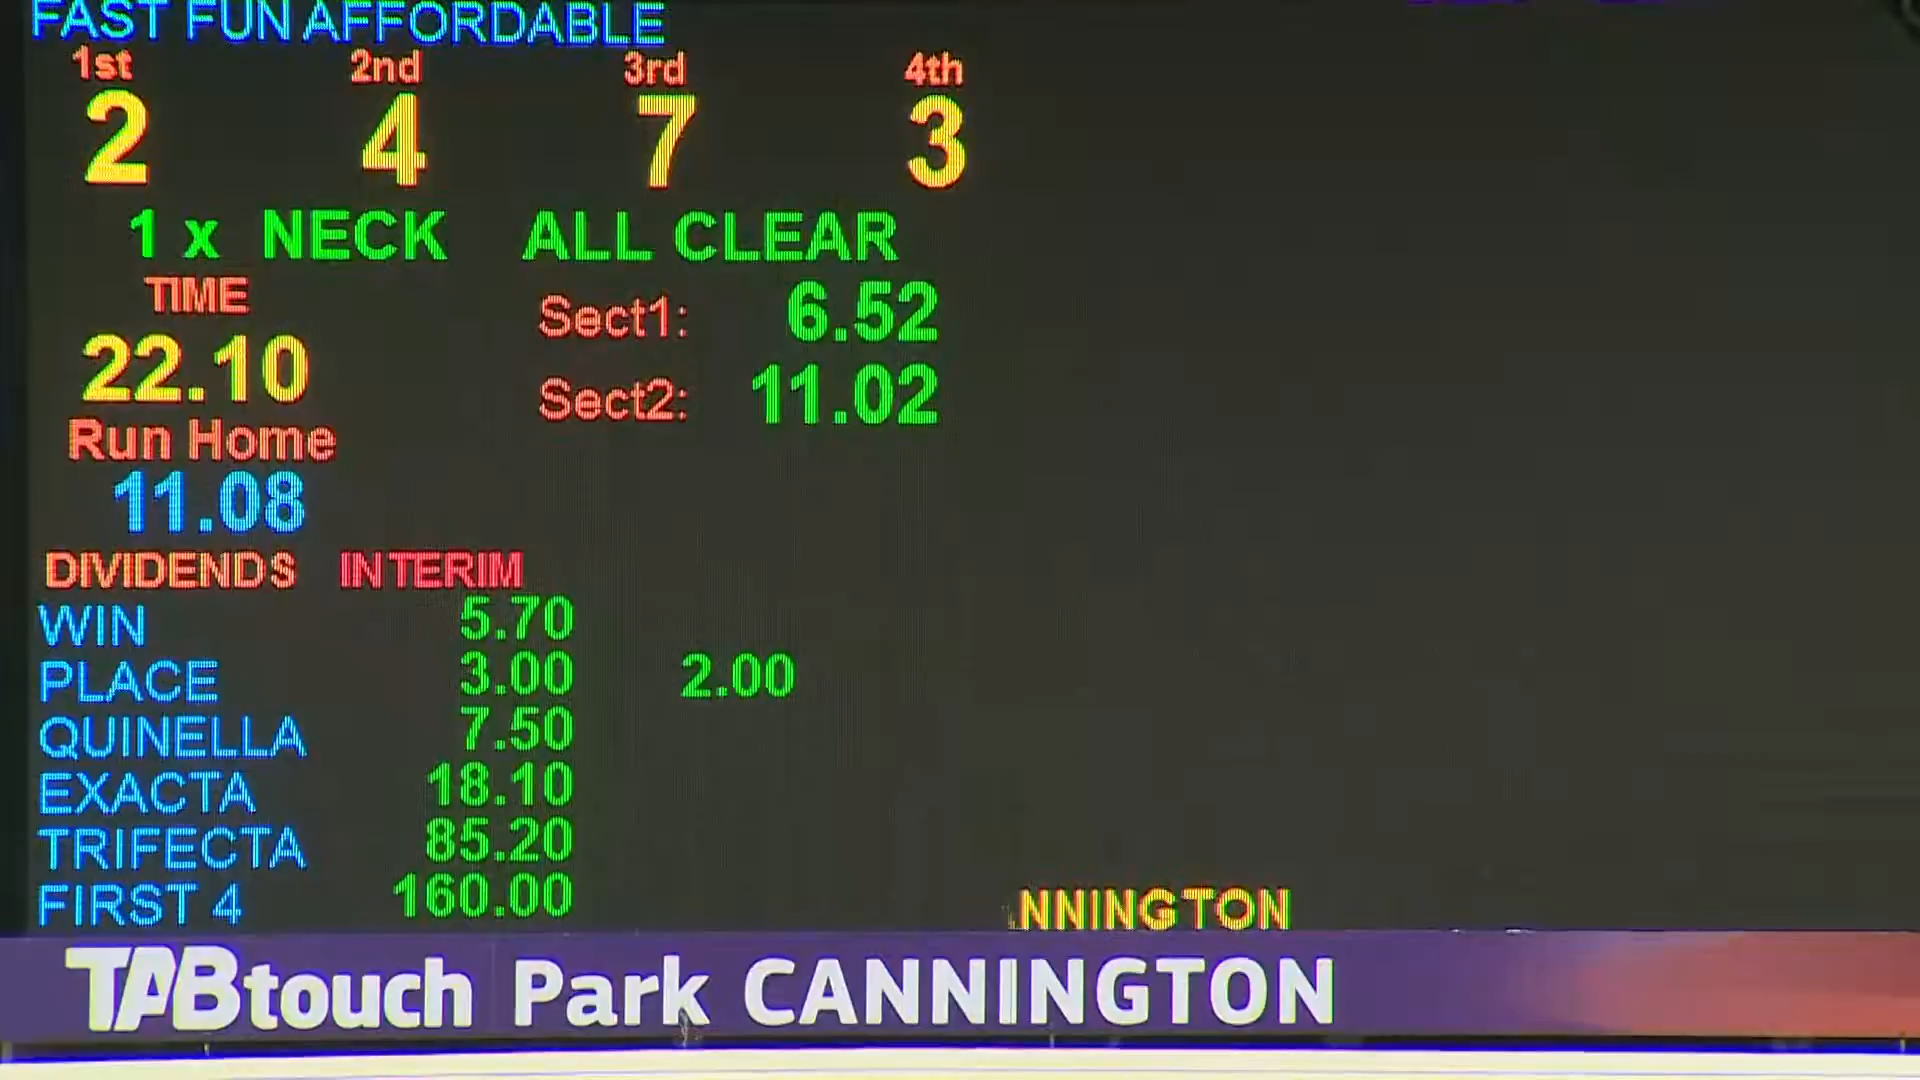 FAST FUN AFFORDABLE
1st 2nd 3rd 4th
2 4 7 3
1 x NECK ALL CLEAR
TIME
Sect1: 6.52
22.10
Sect2: 11.02
Run Home
11.08
DIVIDENDS INTERIM
WIN 5.70
PLACE 3.00 2.00
QUINELLA 7.50
EXACTA 18.10
TRIFECTA 85.20
FIRST 4 160.00
NNINGTON
TABtouch Park CANNINGTON